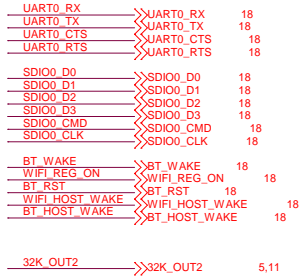 UART0_RX UART0_RX 18
UART0_TX UART0_TX 18
UART0_CTS UART0_CTS 18
UART0_RTS UART0_RTS 18
SDIO0_D0 SDIO0_D0 18
SDIO0_D1 SDIO0_D1 18
SDIO0_D2 SDIO0_D2 18
SDIO0_D3 SDIO0_D3 18
SDIO0_CMD SDIO0_CMD 18
SDIO0_CLK SDIO0_CLK 18
BT_WAKE BT_WAKE 18
WIFI_REG_ON WIFI_REG_ON 18
BT_RST BT_RST 18
WIFI_HOST_WAKE WIFI_HOST_WAKE 18
BT_HOST_WAKE BT_HOST_WAKE 18
32K_OUT2 32K_OUT2 5,11